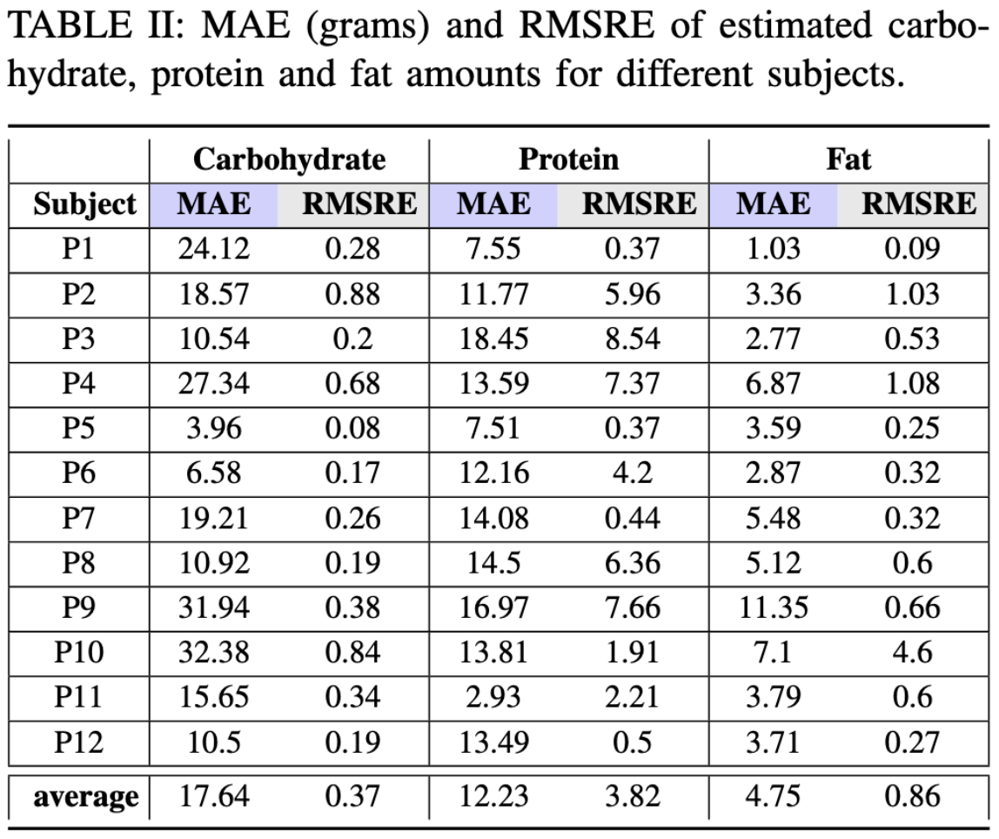 TABLE II: MAE (grams) and RMSRE of estimated carbo-
hydrate, protein and fat amounts for different subjects.
Carbohydrate Protein Fat
Subject MAE RMSRE MAE RMSRE MAE RMSRE
P1 24.12 0.28 7.55 0.37 1.03 0.09
P2 18.57 0.88 11.77 5.96 3.36 1.03
P3 10.54 0.2 18.45 8.54 2.77 0.53
P4 27.34 0.68 13.59 7.37 6.87 1.08
P5 3.96 0.08 7.51 0.37 3.59 0.25
P6 6.58 0.17 12.16 4.2 2.87 0.32
P7 19.21 0.26 14.08 0.44 5.48 0.32
P8 10.92 0.19 14.5 6.36 5.12 0.6
P9 31.94 0.38 16.97 7.66 11.35 0.66
P10 32.38 0.84 13.81 1.91 7.1 4.6
P11 15.65 0.34 2.93 2.21 3.79 0.6
P12 10.5 0.19 13.49 0.5 3.71 0.27
average 17.64 0.37 12.23 3.82 4.75 0.86